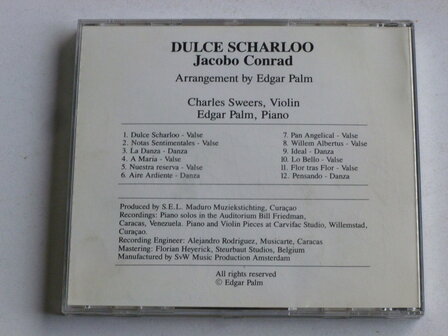 DULCE SCHARLOO
Jacobo Conrad
Arrangement by Edgar Palm
Charles Sweers, Violin
Edgar Palm, Piano
1. Dulce Scharloo - Valse
2. Notas Sentimentales - Valse
3. La Danza - Danza
4. A Maria - Valse
5. Nuestra reserva - Valse
6. Aire Ardiente - Danza
7. Pan Angelical - Valse
8. Willem Albertus - Valse
9. Ideal - Danza
10. Lo Bello - Valse
11. Flor tras Flor - Valse
12. Pensando - Danza
Produced by S.E.L. Maduro Muziekstichting, Curaçao
Recordings: Piano solos in the Auditorium Bill Friedman,
Caracas, Venezuela. Piano and Violin Pieces at Carvifac Studio, Willemstad,
Curaçao.
Recording Engineer: Alejandro Rodriguez, Musicarte, Caracas
Mastering: Florian Heyerick, Steurbaut Studios, Belgium
Manufactured by SvW Music Production Amsterdam
All rights reserved
© Edgar Palm